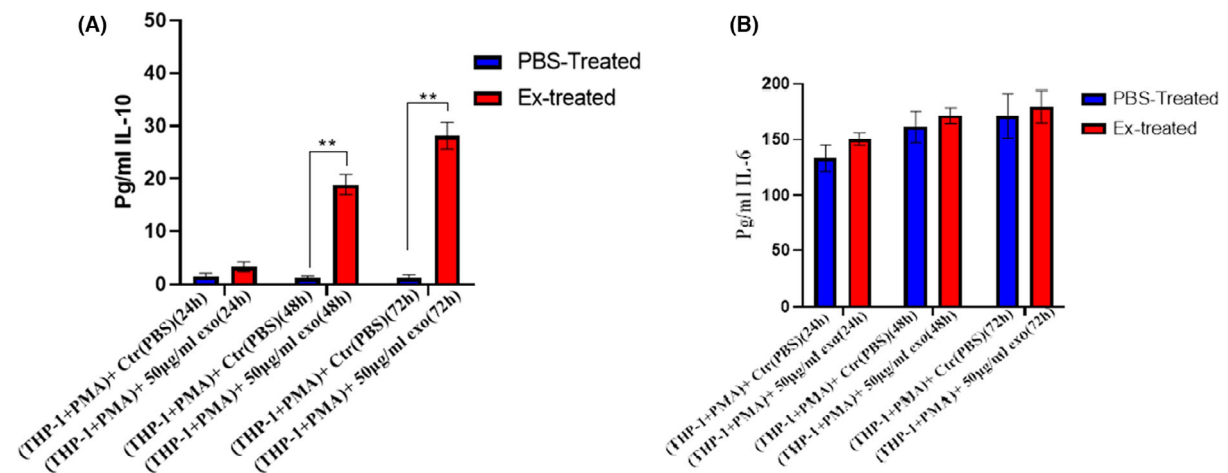 (A)
50
40
30
20
10
0
Pg/ml IL-10
PBS-Treated
Ex-treated
**
**
(THP-1+PMA)+ Ctr(PBS)(24h)
(THP-1+PMA)+ 50µg/ml exo(24h)
(THP-1+PMA)+ Ctr(PBS)(48h)
(THP-1+PMA)+ 50µg/ml exo(48h)
(THP-1+PMA)+ Ctr(PBS)(72h)
(THP-1+PMA)+ 50µg/ml exo(72h)
(B)
200
150
100
50
0
Pg/ml IL-6
PBS-Treated
Ex-treated
(THP-1+PMA)+ Ctr(PBS)(24h)
(THP-1+PMA)+ 50µg/ml exo(24h)
(THP-1+PMA)+ Ctr(PBS)(48h)
(THP-1+PMA)+ 50µg/ml exo(48h)
(THP-1+PMA)+ Ctr(PBS)(72h)
(THP-1+PMA)+ 50µg/ml exo(72h)